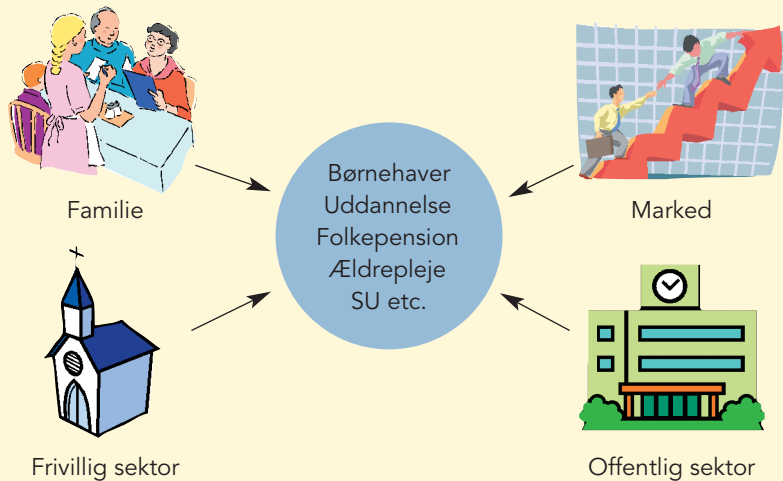 Familie
Marked
Børnehaver
Uddannelse
Folkepension
Ældrepleje
SU etc.
Frivillig sektor
Offentlig sektor